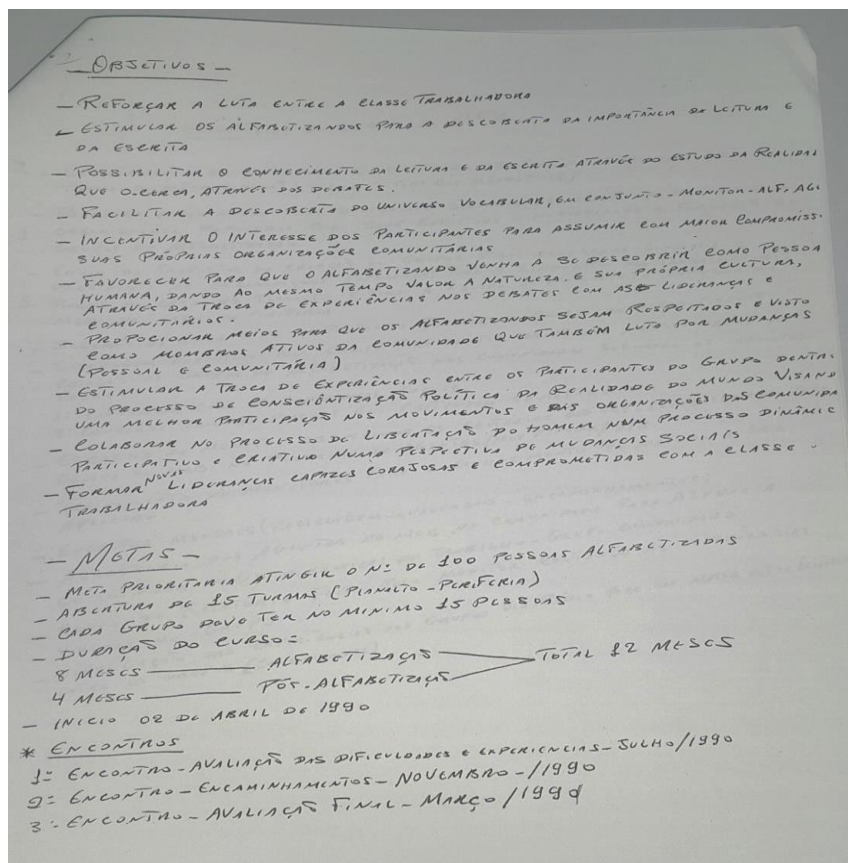 - OBJETIVOS -
- REFORÇAR A LUTA ENTRE A CLASSE TRABALHADORA
- ESTIMULAR OS ALFABETIZANDOS PARA A DESCOBERTA DA IMPORTÂNCIA DA LEITURA E
DA ESCRITA
- POSSIBILITAR O CONHECIMENTO DA LEITURA E DA ESCRITA ATRAVÉS DO ESTUDO DA REALIDAD
QUE O CERCA, ATRAVÉS DOS DEBATES.
- FACILITAR A DESCOBERTA DO UNIVERSO VOCABULAR, EM CONJUNTO - MONITOR - ALF. AGE
- INCENTIVAR O INTERESSE DOS PARTICIPANTES PARA ASSUMIR COM MAIOR COMPROMISS.
SUAS PRÓPRIAS ORGANIZAÇÕES COMUNITÁRIAS
- FAVORECER PARA QUE O ALFABETIZANDO VENHA A SE DESCOBRIR COMO PESSOA
HUMANA, DANDO AO MESMO TEMPO VALOR A NATUREZA E SUA PRÓPRIA CULTURA,
ATRAVÉS DA TROCA DE EXPERIÊNCIAS NOS DEBATES COM AS LIDERANÇAS E
COMUNITÁRIOS.
- PROPOCIONAR MEIOS PARA QUE OS ALFABETIZANDOS SEJAM RESPEITADOS E VISTO
COMO MEMBROS ATIVOS DA COMUNIDADE QUE TAMBÉM LUTA POR MUDANÇAS
(PESSOAL E COMUNITÁRIA)
- ESTIMULAR A TROCA DE EXPERIÊNCIAS ENTRE OS PARTICIPANTES DO GRUPO DENTR.
DO PROCESSO DE CONSCIÊNTIZAÇÃO POLÍTICA DA REALIDADE DO MUNDO VISANDO
UMA MELHOR PARTICIPAÇÃO NOS MOVIMENTOS E DAS ORGANIZAÇÕES DAS COMUNIDA
- COLABORAR NO PROCESSO DE LIBERTAÇÃO DO HOMEM NUM PROCESSO DINÂMIC
PARTICIPATIVO E CRIATIVO NUMA PESPECTIVA DE MUDANÇAS SOCIAIS
- FORMAR NOVAS LIDERANÇAS CAPAZES CORAJOSAS E COMPROMETIDAS COM A CLASSE
TRABALHADORA
- METAS -
- META PRIORITARIA ATINGIR O Nº DE 100 PESSOAS ALFABETIZADAS
- ABERTURA DE 15 TURMAS (PLANALTO - PERIFERIA)
- CADA GRUPO DEVE TER NO MINIMO 15 PESSOAS
- DURAÇÃO DO CURSO =
8 MESES ALFABETIZAÇÃO TOTAL 12 MESES
4 MESES PÓS-ALFABETIZAÇÃO
- INICIO 02 DE ABRIL DE 1990
* ENCONTROS
1º ENCONTRO - AVALIAÇÃO DAS DIFICULDADES E EXPERIENCIAS - JULHO/1990
2º ENCONTRO - ENCAMINHAMENTOS - NOVEMBRO - /1990
3º ENCONTRO - AVALIAÇÃO FINAL - MARÇO /1991